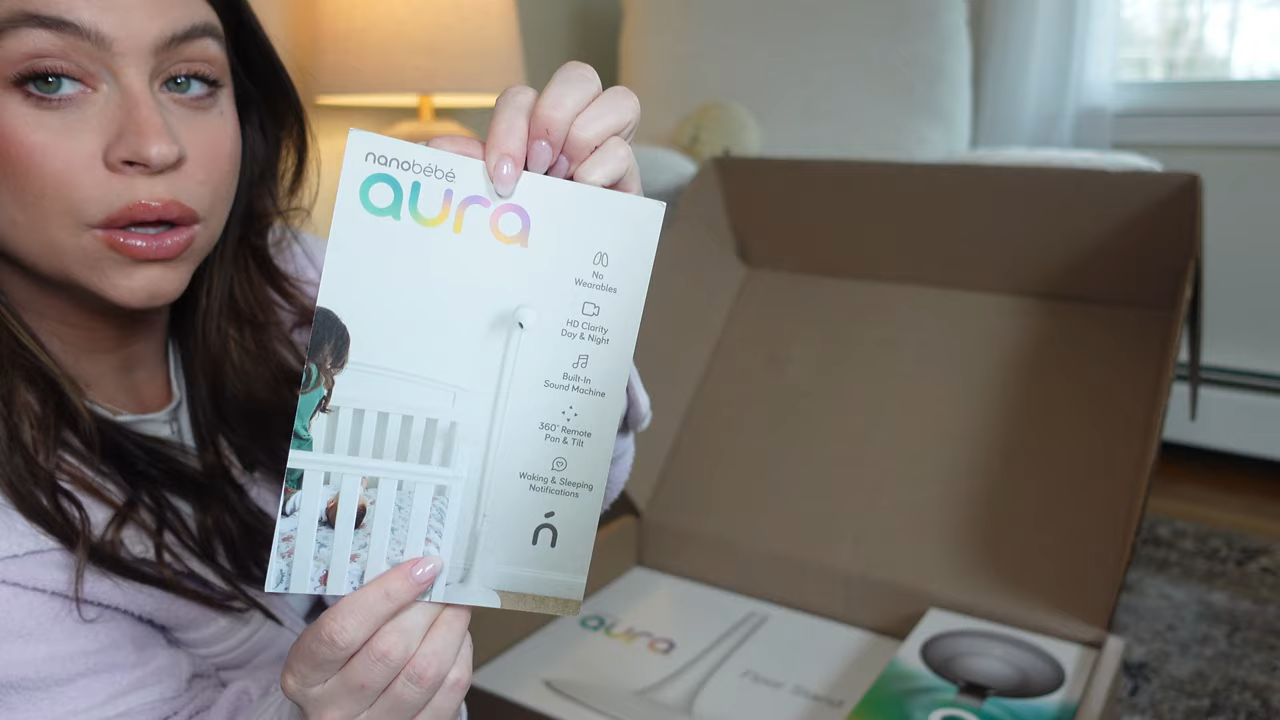 nanobébé
aura
No
Wearables
HD Clarity
Day & Night
Built-In
Sound Machine
360° Remote
Pan & Tilt
Waking & Sleeping
Notifications
aura
Floor Stand